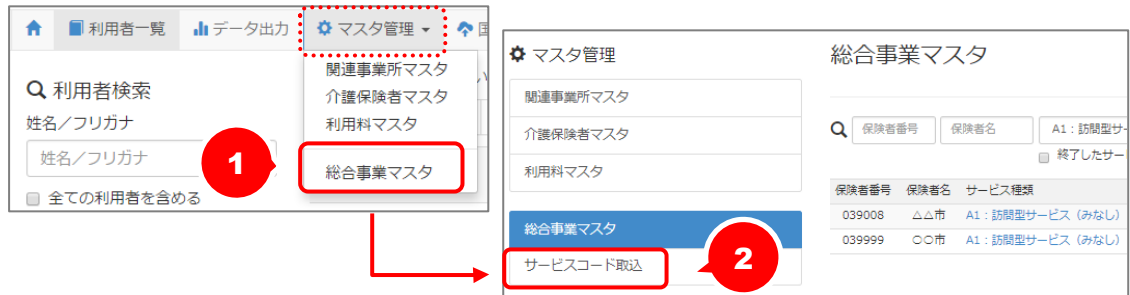 利用者一覧 データ出力 マスタ管理
利用者検索
姓名／フリガナ
姓名／フリガナ
全ての利用者を含める
関連事業所マスタ
介護保険者マスタ
利用料マスタ
総合事業マスタ
1
マスタ管理
関連事業所マスタ
介護保険者マスタ
利用料マスタ
総合事業マスタ
サービスコード取込
2
総合事業マスタ
保険者番号 保険者名 A1：訪問型サー
終了したサー
保険者番号 保険者名 サービス種類
039008 △△市 A1：訪問型サービス（みなし）
039999 〇〇市 A1：訪問型サービス（みなし）